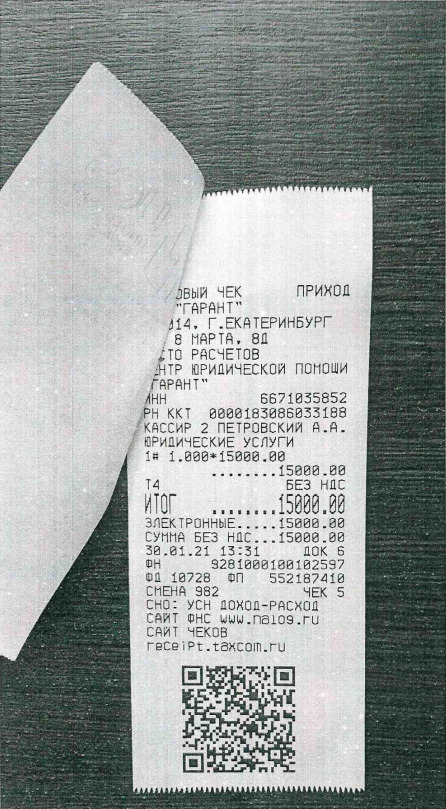 ОВЫЙ ЧЕК ПРИХОД
"ГАРАНТ"
014, Г.ЕКАТЕРИНБУРГ
8 МАРТА, 8Д
СТО РАСЧЕТОВ
ЕНТР ЮРИДИЧЕСКОЙ ПОМОЩИ
ГАРАНТ"
ИНН 6671035852
РН ККТ 0000183086033188
КАССИР 2 ПЕТРОВСКИЙ А.А.
ЮРИДИЧЕСКИЕ УСЛУГИ
1# 1.000*15000.00
........15000.00
Т4 БЕЗ НДС
ИТОГ ........15000.00
ЭЛЕКТРОННЫЕ.....15000.00
СУММА БЕЗ НДС...15000.00
30.01.21 13:31 ДОК 6
ФН 9281000100102597
ФД 10728 ФП 552187410
СМЕНА 982 ЧЕК 5
СНО: УСН ДОХОД-РАСХОД
САЙТ ФНС www.nalog.ru
САЙТ ЧЕКОВ
receipt.taxcom.ru